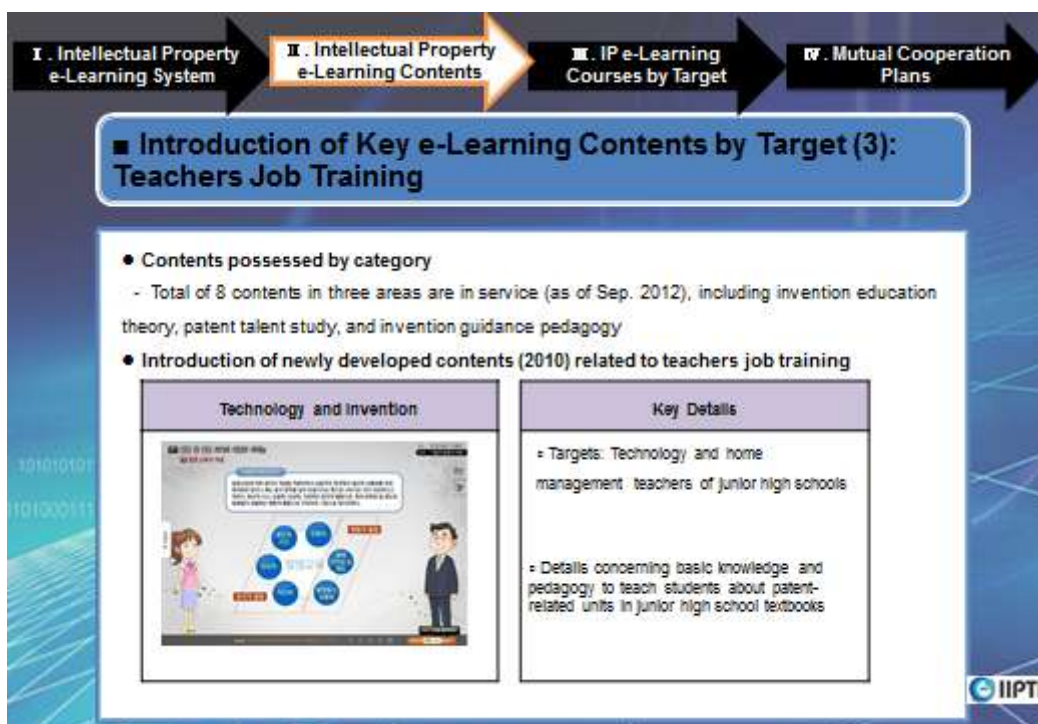 Ⅰ. Intellectual Property
e-Learning System
Ⅱ. Intellectual Property
e-Learning Contents
Ⅲ. IP e-Learning
Courses by Target
Ⅳ. Mutual Cooperation
Plans
■ Introduction of Key e-Learning Contents by Target (3):
Teachers Job Training
● Contents possessed by category
- Total of 8 contents in three areas are in service (as of Sep. 2012), including invention education
theory, patent talent study, and invention guidance pedagogy
● Introduction of newly developed contents (2010) related to teachers job training
Technology and Invention
Key Details
▫ Targets: Technology and home
management teachers of junior high schools
▫ Details concerning basic knowledge and
pedagogy to teach students about patent-
related units in junior high school textbooks
101010101
101000111
IIPTI